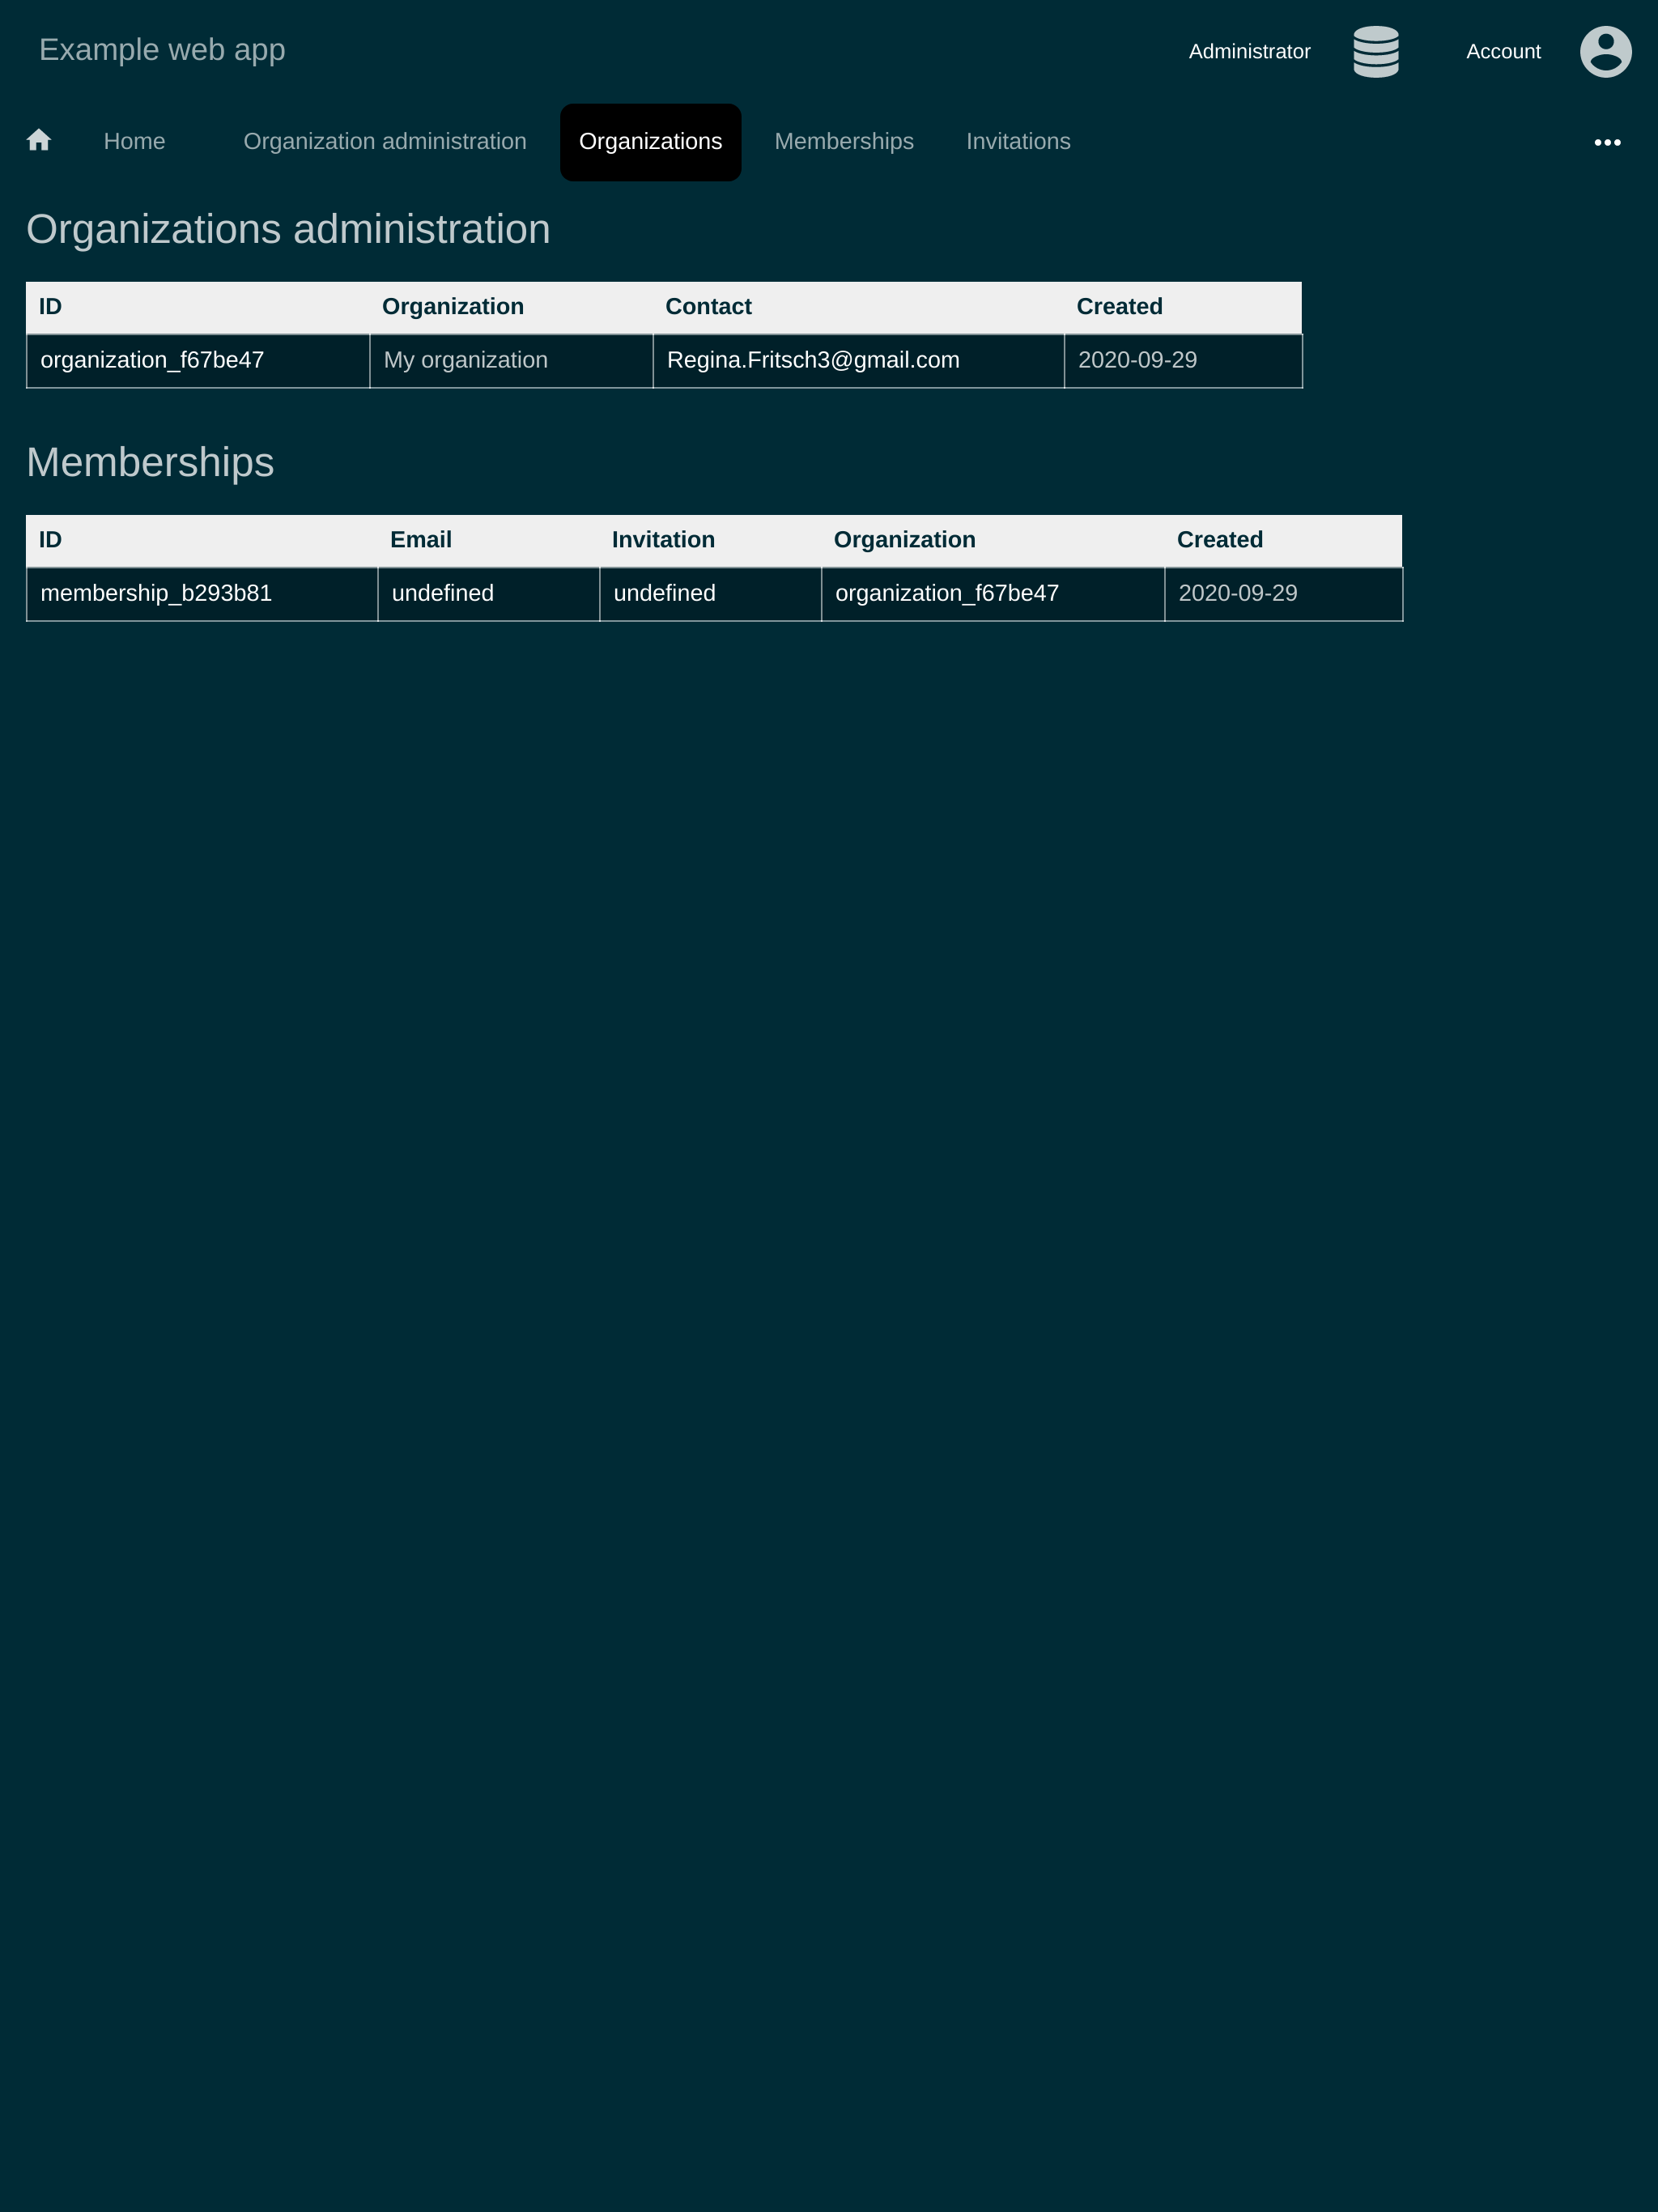 Example web app
Administrator
Account
Home
Organization administration
Organizations
Memberships
Invitations
Organizations administration
ID Organization Contact Created
organization_f67be47 My organization Regina.Fritsch3@gmail.com 2020-09-29
Memberships
ID Email Invitation Organization Created
membership_b293b81 undefined undefined organization_f67be47 2020-09-29